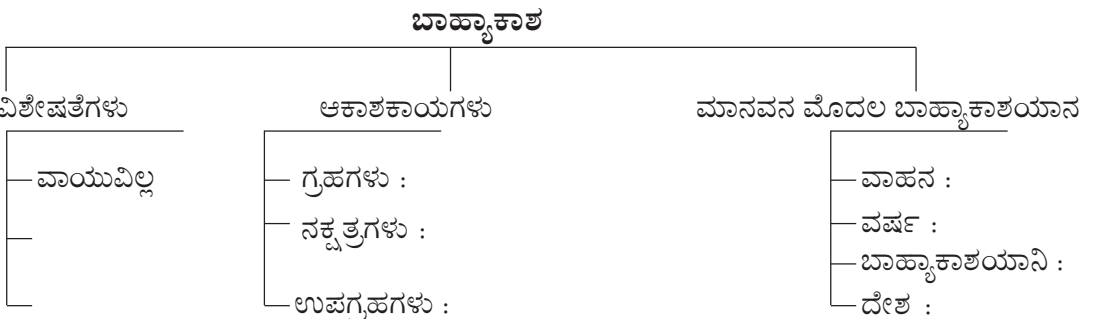 ಬಾಹ್ಯಾಕಾಶ
ವಿಶೇಷತೆಗಳು ಆಕಾಶಕಾಯಗಳು ಮಾನವನ ಮೊದಲ ಬಾಹ್ಯಾಕಾಶಯಾನ
ವಾಯುವಿಲ್ಲ ಗ್ರಹಗಳು : ವಾಹನ :
ನಕ್ಷತ್ರಗಳು : ವರ್ಷ :
ಬಾಹ್ಯಾಕಾಶಯಾನಿ :
ಉಪಗ್ರಹಗಳು : ದೇಶ :